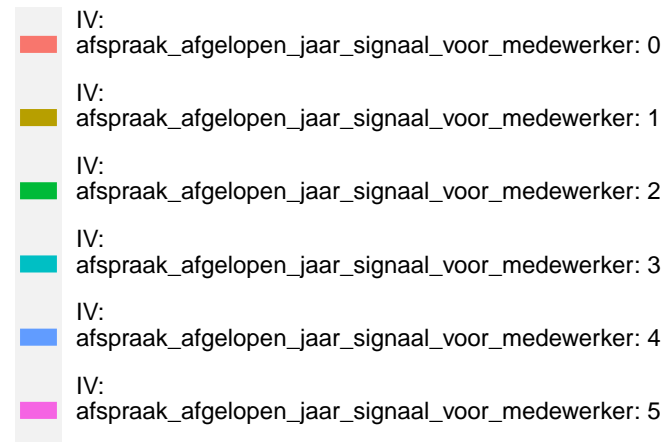 IV:
afspraak_afgelopen_jaar_signaal_voor_medewerker: 0
IV:
afspraak_afgelopen_jaar_signaal_voor_medewerker: 1
IV:
afspraak_afgelopen_jaar_signaal_voor_medewerker: 2
IV:
afspraak_afgelopen_jaar_signaal_voor_medewerker: 3
IV:
afspraak_afgelopen_jaar_signaal_voor_medewerker: 4
IV:
afspraak_afgelopen_jaar_signaal_voor_medewerker: 5